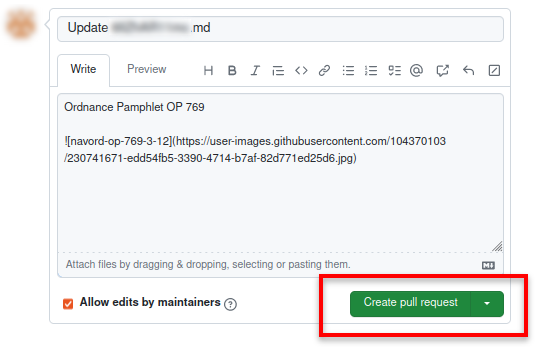 Update .md
Write Preview
Ordnance Pamphlet OP 769
![navord-op-769-3-12](https://user-images.githubusercontent.com/104370103
/230741671-edd54fb5-3390-4714-b7af-82d771ed25d6.jpg)
Attach files by dragging & dropping, selecting or pasting them.
Allow edits by maintainers
Create pull request